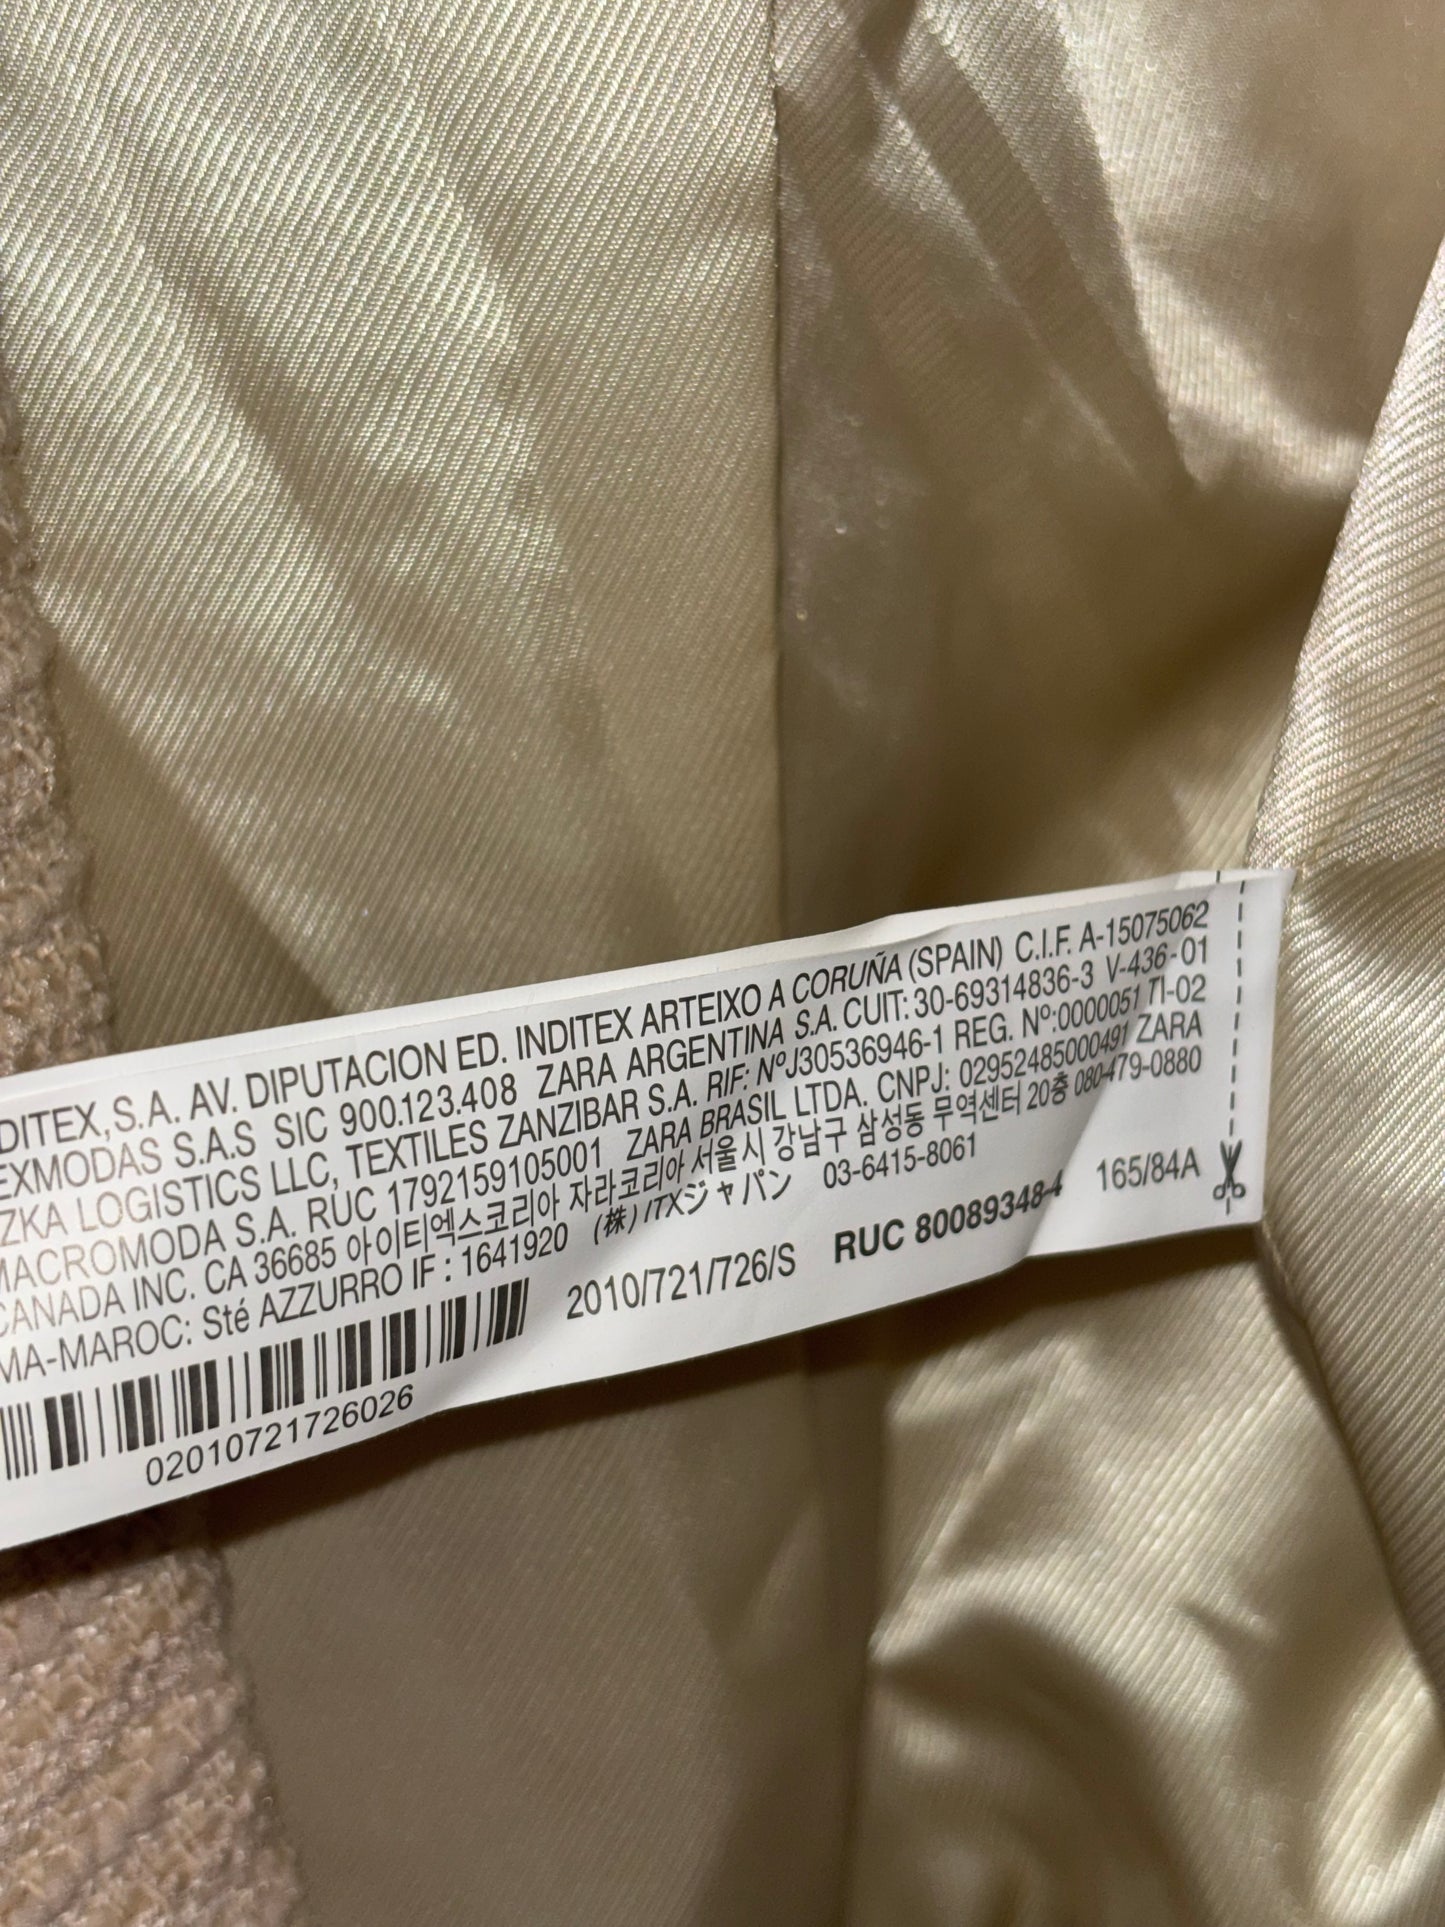 DITEX, S.A. AV. DIPUTACION ED. INDITEX ARTEIXO A CORUÑA (SPAIN) C.I.F. A-15075062
EXMODAS S.A.S SIC 900.123.408 ZARA ARGENTINA S.A. CUIT: 30-69314836-3 V-436-01
ZKA LOGISTICS LLC, TEXTILES ZANZIBAR S.A. RIF: NºJ30536946-1 REG. Nº:0000051 TI-02
MACROMODA S.A. RUC 1792159105001 ZARA BRASIL LTDA. CNPJ: 02952485000491 ZARA
CANADA INC. CA 36685 아이티엑스코리아 자라코리아 서울시 강남구 삼성동 무역센터 20층 080-479-0880
MA-MAROC: Sté AZZURRO IF : 1641920 (株) ITXジャパン 03-6415-8061
2010/721/726/S RUC 800893484 165/84A
02010721726026